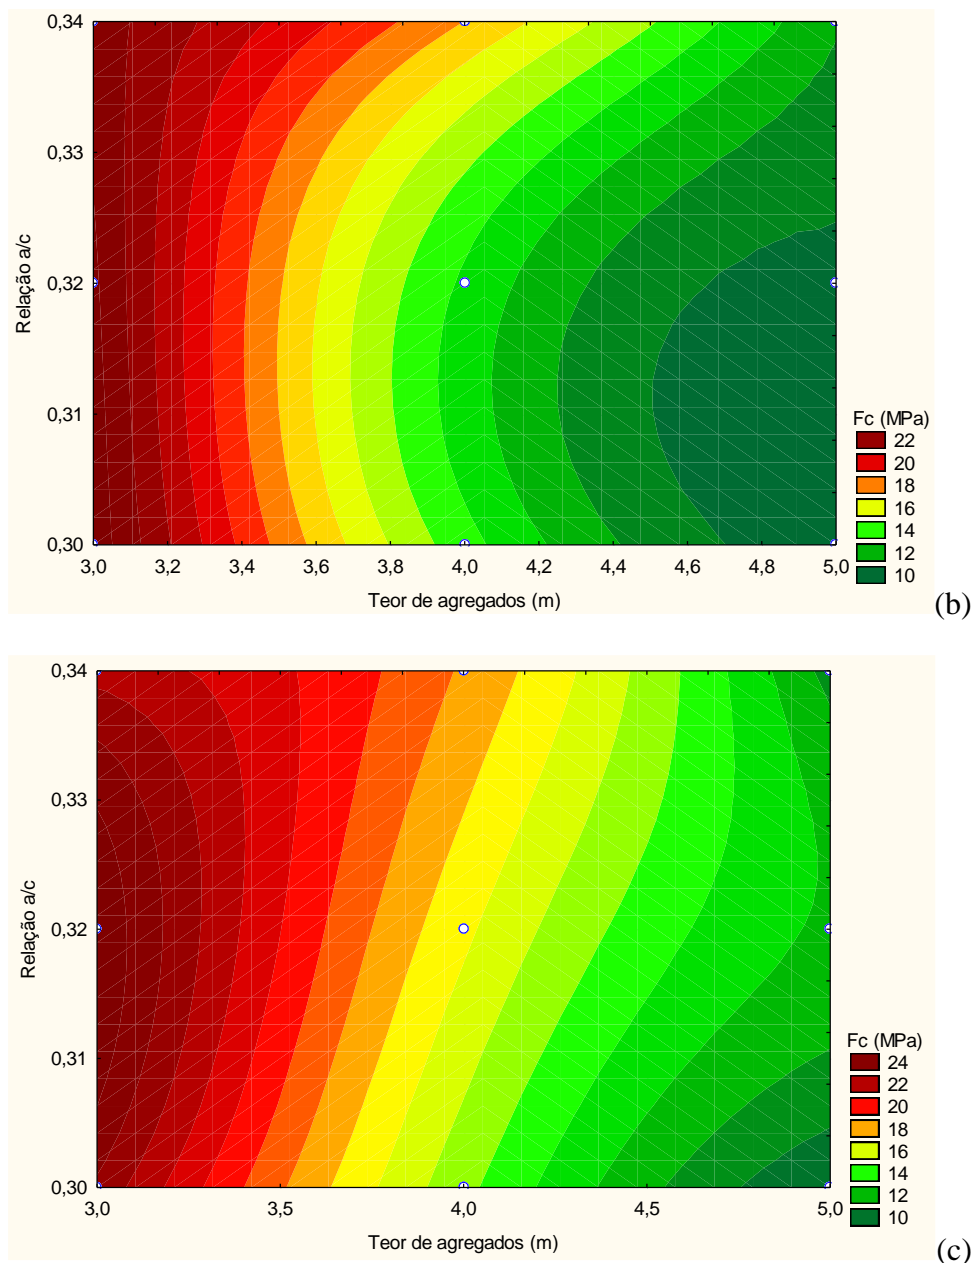 0,34
0,33
0,32
0,31
0,30
Relação a/c
3,0 3,2 3,4 3,6 3,8 4,0 4,2 4,4 4,6 4,8 5,0
Teor de agregados (m)
Fc (MPa)
22
20
18
16
14
12
10
(b)
0,34
0,33
0,32
0,31
0,30
Relação a/c
3,0 3,5 4,0 4,5 5,0
Teor de agregados (m)
Fc (MPa)
24
22
20
18
16
14
12
10
(c)